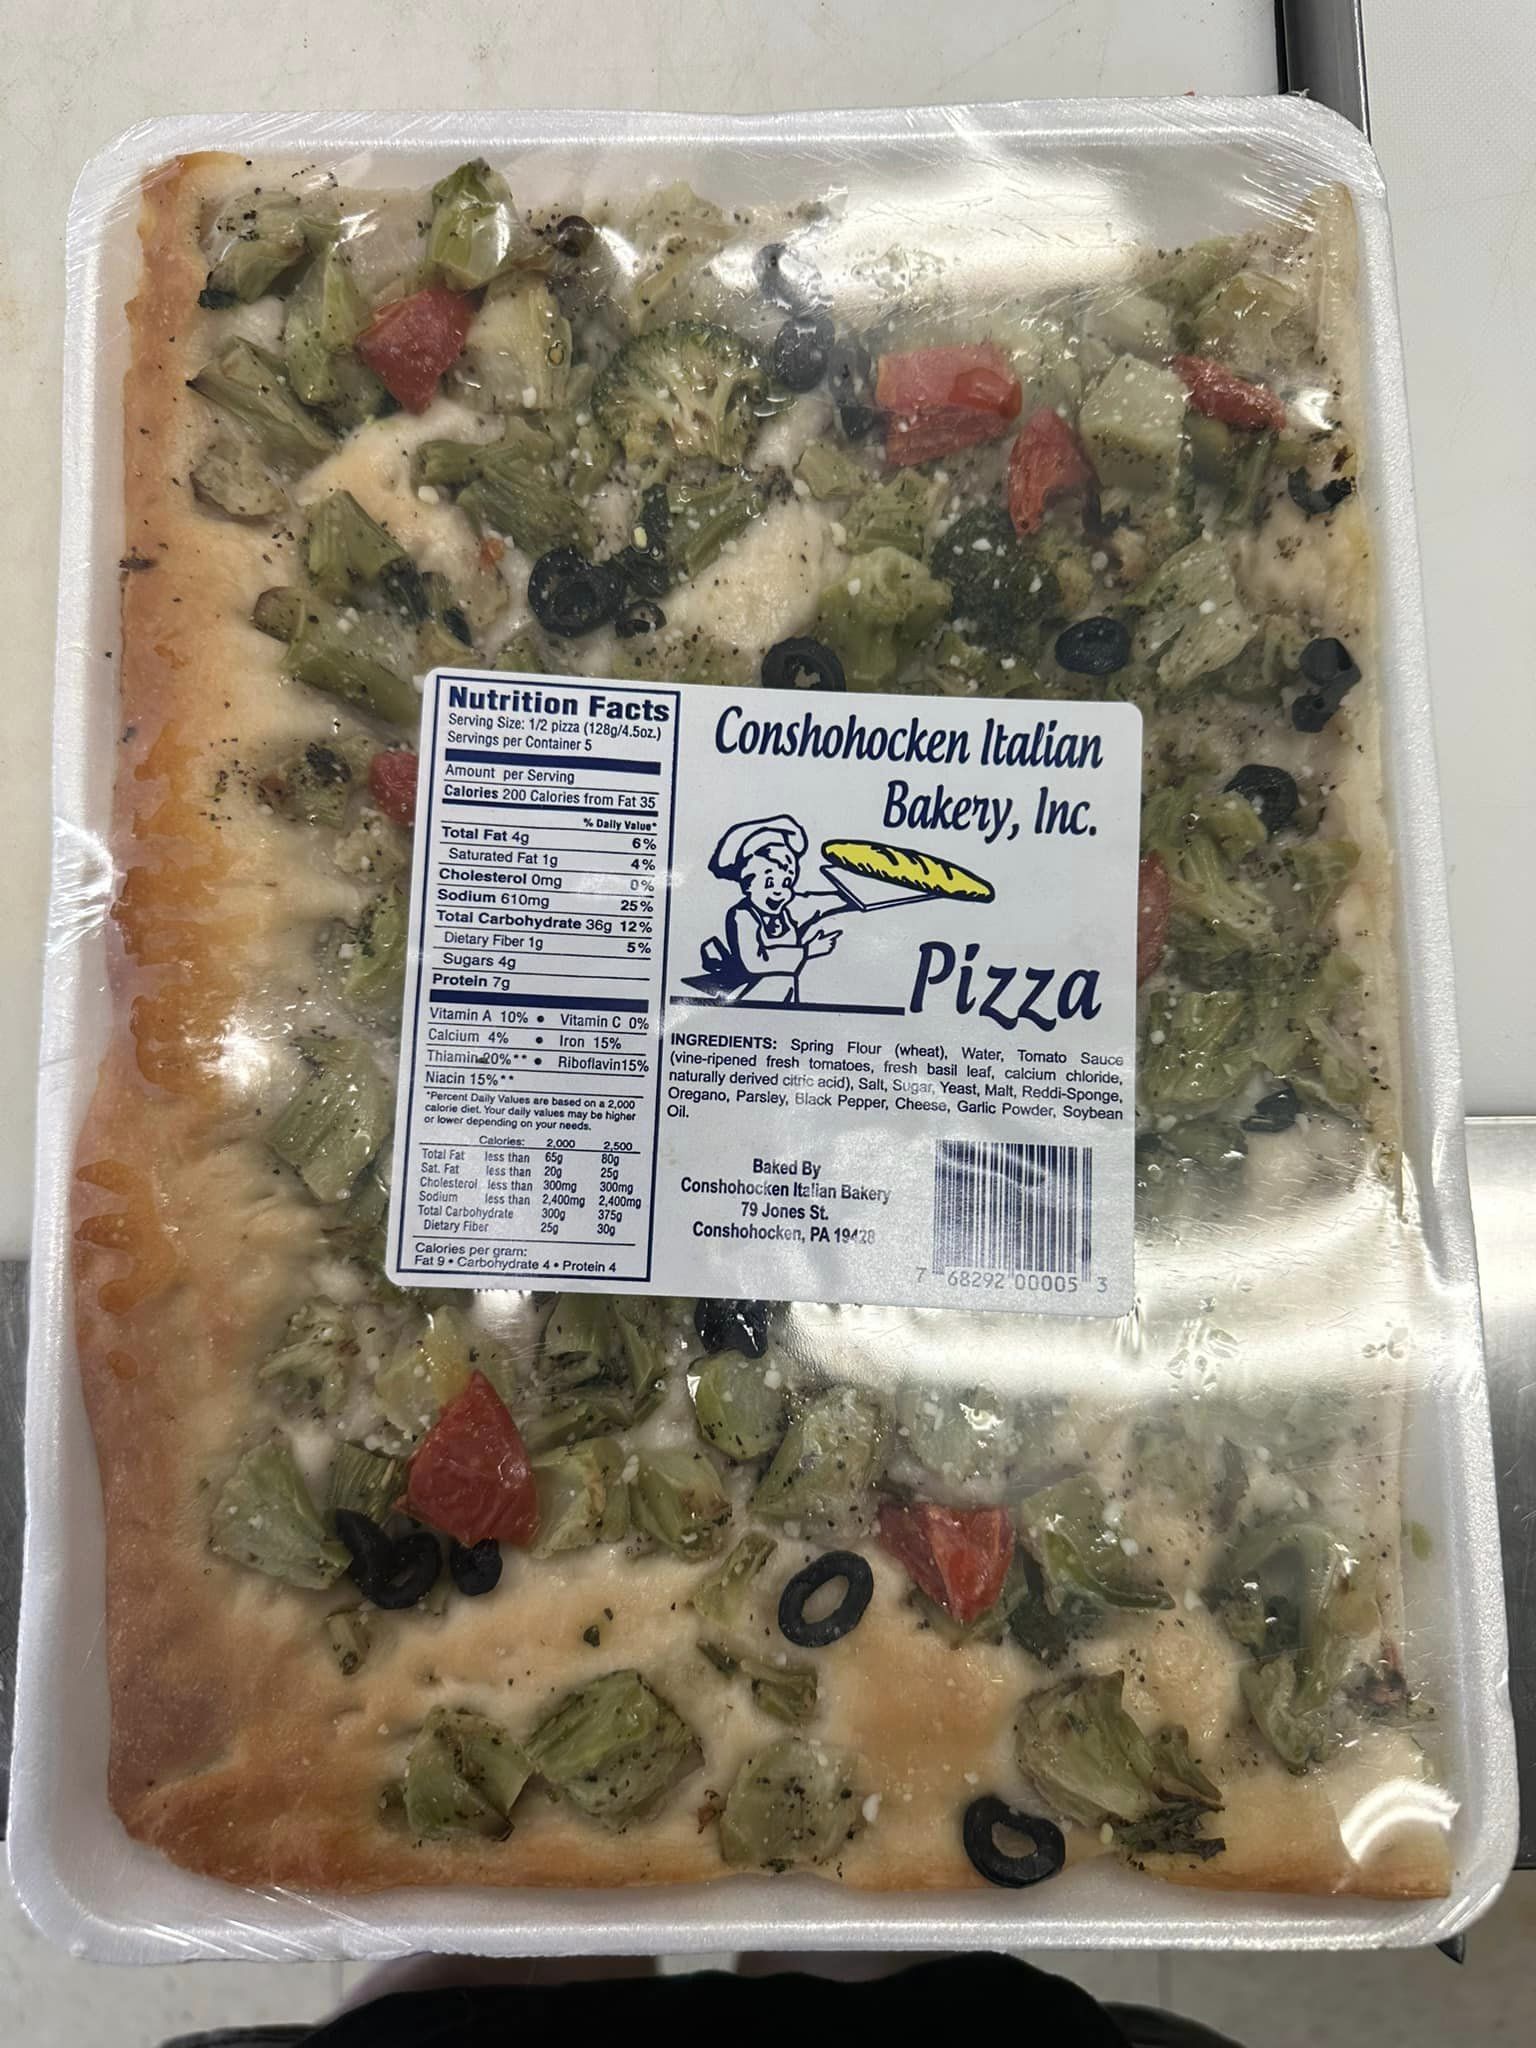 Nutrition Facts
Serving Size: 1/2 pizza (128g/4.5oz.)
Servings per Container 5
Amount per Serving
Calories 200 Calories from Fat 35
% Daily Value*
Total Fat 4g 6%
Saturated Fat 1g 4%
Cholesterol 0mg 0%
Sodium 610mg 25%
Total Carbohydrate 36g 12%
Dietary Fiber 1g 5%
Sugars 4g
Protein 7g
Vitamin A 10% • Vitamin C 0%
Calcium 4% • Iron 15%
Thiamin 20%** • Riboflavin15%
Niacin 15%**
*Percent Daily Values are based on a 2,000
calorie diet. Your daily values may be higher
or lower depending on your needs.
Calories: 2,000 2,500
Total Fat less than 65g 80g
Sat. Fat less than 20g 25g
Cholesterol less than 300mg 300mg
Sodium less than 2,400mg 2,400mg
Total Carbohydrate 300g 375g
Dietary Fiber 25g 30g
Calories per gram:
Fat 9 • Carbohydrate 4 • Protein 4
Conshohocken Italian
Bakery, Inc.
Pizza
INGREDIENTS: Spring Flour (wheat), Water, Tomato Sauce
(vine-ripened fresh tomatoes, fresh basil leaf, calcium chloride,
naturally derived citric acid), Salt, Sugar, Yeast, Malt, Reddi-Sponge,
Oregano, Parsley, Black Pepper, Cheese, Garlic Powder, Soybean
Oil.
Baked By
Conshohocken Italian Bakery
79 Jones St.
Conshohocken, PA 19428
7 68292 00005 3